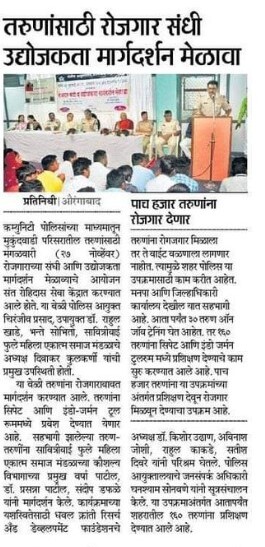 तरुणांसाठी रोजगार संधी
उद्योजकता मार्गदर्शन मेळावा
प्रतिनिधी | औरंगाबाद
कम्युनिटी पोलिसांच्या माध्यमातून
मुकुंदवाडी परिसरातील तरुणांसाठी
मंगळवारी (२७ नोव्हेंबर)
रोजगाराच्या संधी आणि उद्योजकता
मार्गदर्शन मेळाव्याचे आयोजन
संत रोहिदास सेवा केंद्रात करण्यात
आले होते. या वेळी पोलिस आयुक्त
चिरंजीव प्रसाद, उपायुक्त डॉ. राहुल
खाडे, भन्ते सोभिती, सावित्रीबाई
फुले महिला एकात्म समाज मंडळाचे
अध्यक्ष दिवाकर कुलकर्णी यांची
प्रमुख उपस्थिती होती.
या वेळी तरुणांना रोजगाराबाबत
मार्गदर्शन करण्यात आले. तरुणांना
सिपेट आणि इंडो-जर्मन टुल
रूममध्ये प्रवेश देण्यात येणार
आहे. सहभागी झालेल्या तरुण-
तरुणींना सावित्रीबाई फुले महिला
एकात्म समाज मंडळाच्या कौशल्य
विभागाच्या प्रमुख वर्षा पाटील,
डॉ. प्रसन्ना पाटील, संदीप डफळे
यांनी मार्गदर्शन केले. कार्यक्रमाच्या
यशस्वितेसाठी धवल क्रांती रिसर्च
अँड डेव्हलपमेंट फाउंडेशनचे
पाच हजार तरुणांना
रोजगार देणार
तरुणांना रोगजगार मिळाला
तर ते वाईट वळणाला लागणार
नाहीत. त्यामुळे शहर पोलिस या
उपक्रमासाठी काम करीत आहेत.
मनपा आणि जिल्हाधिकारी
कार्यालय देखील यात सहभागी
आहे. आता पर्यंत ३० तरुण ऑन
जॉब ट्रेनिंग घेत आहेत. तर १६०
तरुणांना सिपेट आणि इंडो जर्मन
टुलरुम मध्ये प्रशिक्षण देण्याचे काम
सुरु करण्यात आले आहे. पाच
हजार तरुणांना या उपक्रमांच्या
अंतर्गत प्रशिक्षण देवून रोजगार
मिळवून देण्याचा उपक्रम आहे.
अध्यक्ष डॉ. किशोर उढाण, अविनाश
जोशी, राहुल काकडे, सतीश
दिवरे यांनी परिश्रम घेतले. पोलिस
आयुक्तालयाचे जनसंपर्क अधिकारी
घनश्याम सोनवणे यांनी सूत्रसंचालन
केले. या उपक्रमाअंतर्गत आतापर्यंत
शहरातील १६० तरुणांना प्रशिक्षण
देण्यात आले आहे.